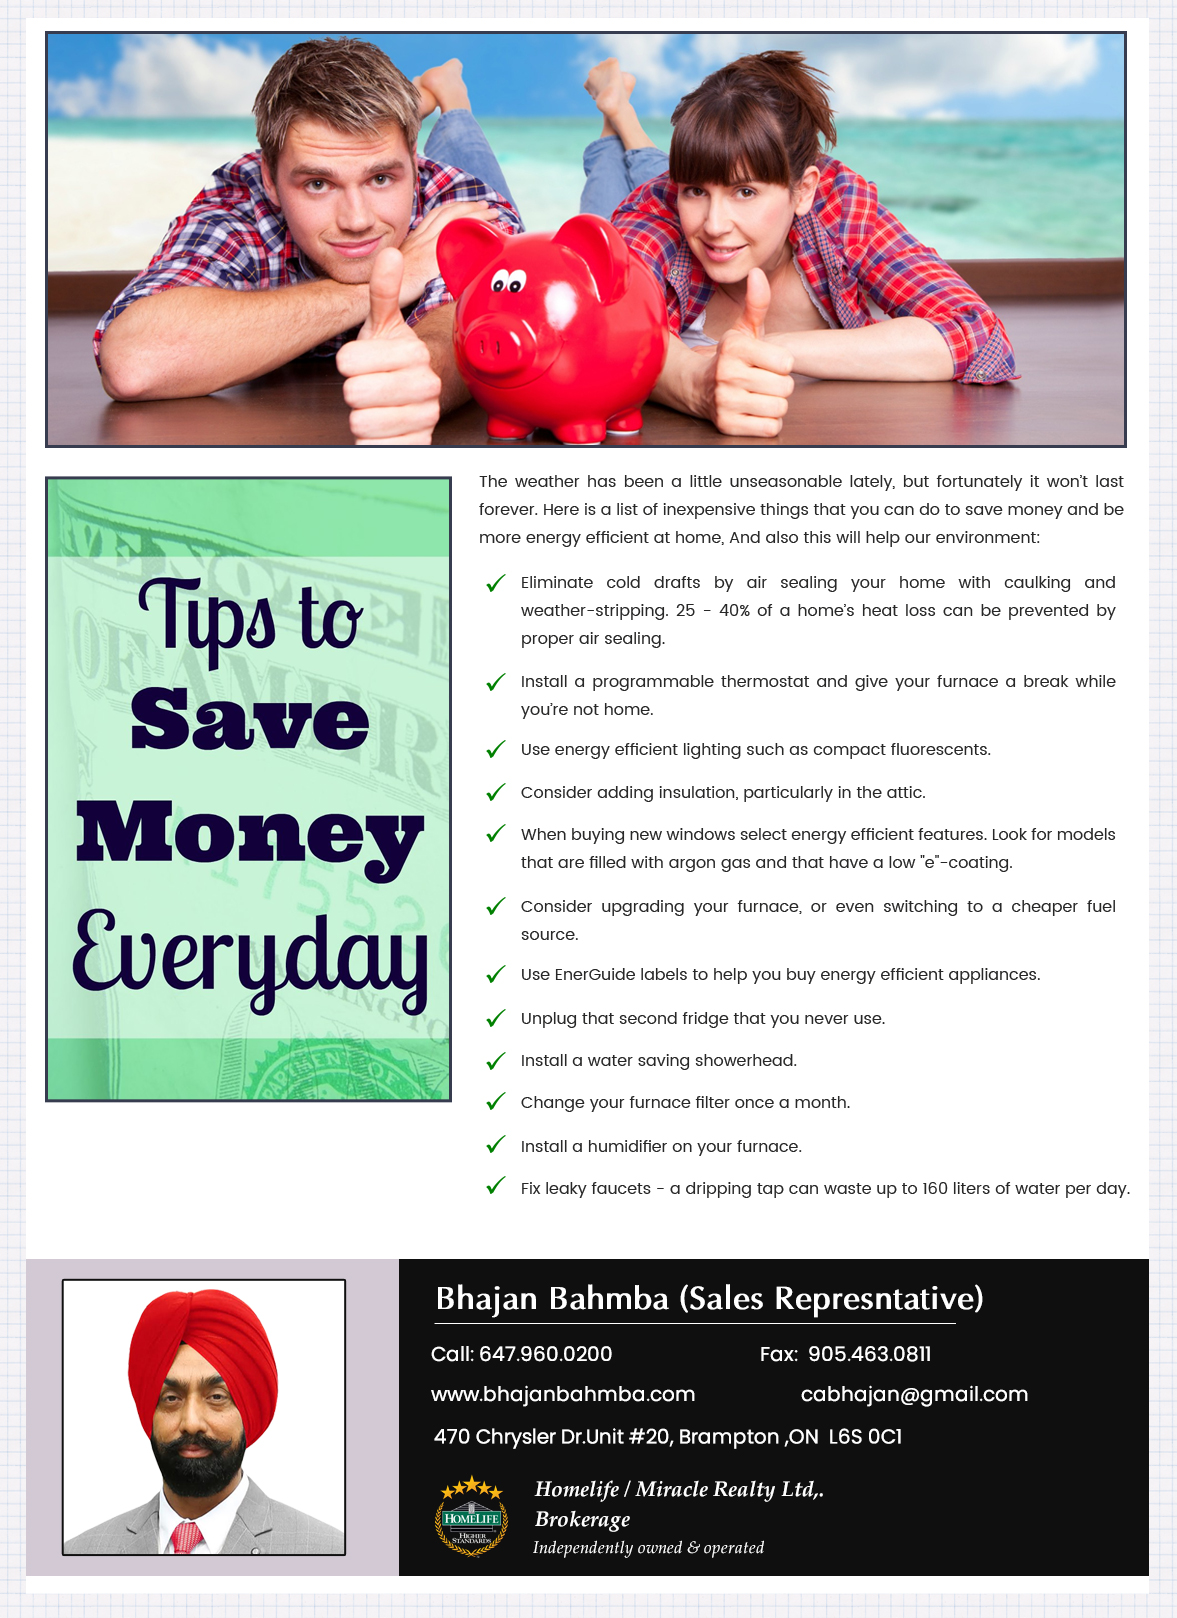 The weather has been a little unseasonable lately, but fortunately it won't last
forever. Here is a list of inexpensive things that you can do to save money and be
more energy efficient at home, And also this will help our environment:
Tips to
Save
Money
Everyday
Eliminate cold drafts by air sealing your home with caulking and
weather-stripping. 25 - 40% of a home's heat loss can be prevented by
proper air sealing.
Install a programmable thermostat and give your furnace a break while
you're not home.
Use energy efficient lighting such as compact fluorescents.
Consider adding insulation, particularly in the attic.
When buying new windows select energy efficient features. Look for models
that are filled with argon gas and that have a low "e"-coating.
Consider upgrading your furnace, or even switching to a cheaper fuel
source.
Use EnerGuide labels to help you buy energy efficient appliances.
Unplug that second fridge that you never use.
Install a water saving showerhead.
Change your furnace filter once a month.
Install a humidifier on your furnace.
Fix leaky faucets - a dripping tap can waste up to 160 liters of water per day.
Bhajan Bahmba (Sales Represntative)
Call: 647.960.0200 Fax: 905.463.0811
www.bhajanbahmba.com cabhajan@gmail.com
470 Chrysler Dr.Unit #20, Brampton ,ON L6S 0C1
HOMELIFE
HIGHER
STANDARDS
Homelife / Miracle Realty Ltd,.
Brokerage
Independently owned & operated